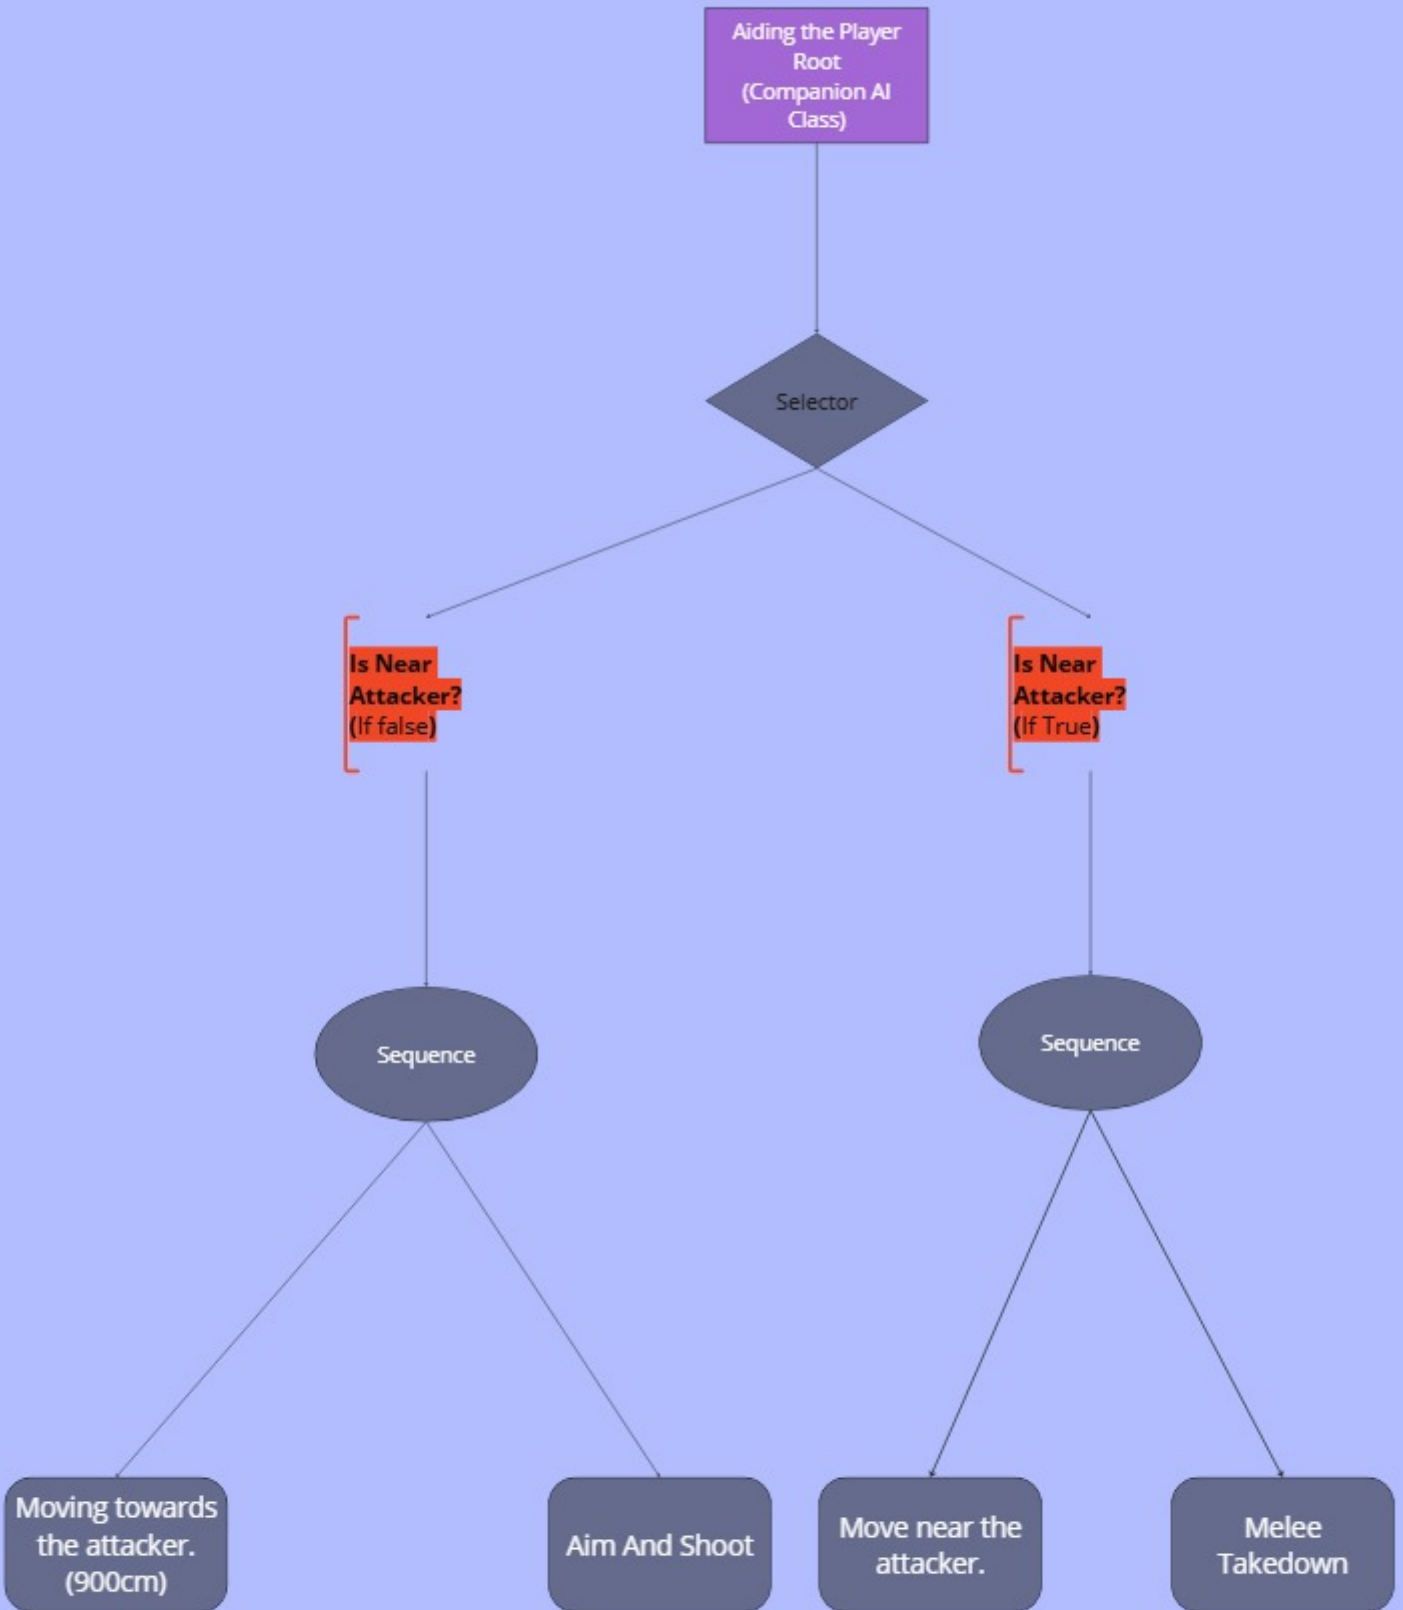 Aiding the Player
Root
(Companion AI
Class)
Selector
Is Near
Attacker?
(If false)
Is Near
Attacker?
(If True)
Sequence
Sequence
Moving towards
the attacker.
(900cm)
Aim And Shoot
Move near the
attacker.
Melee
Takedown